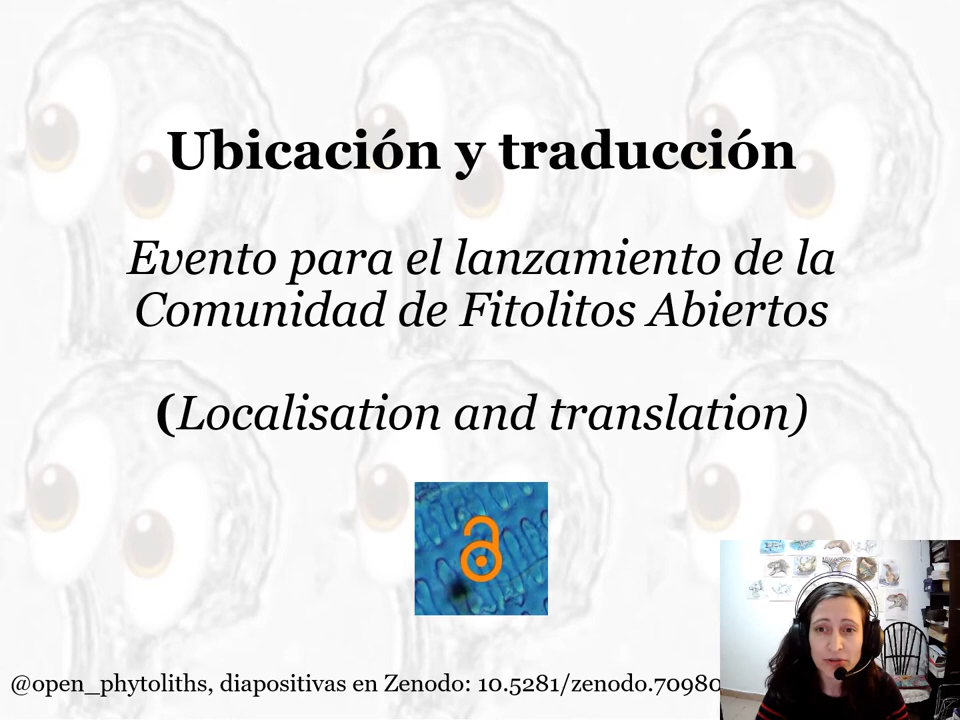 Ubicación y traducción
Evento para el lanzamiento de la
Comunidad de Fitolitos Abiertos
(Localisation and translation)
@open_phytoliths, diapositivas en Zenodo: 10.5281/zenodo.70980